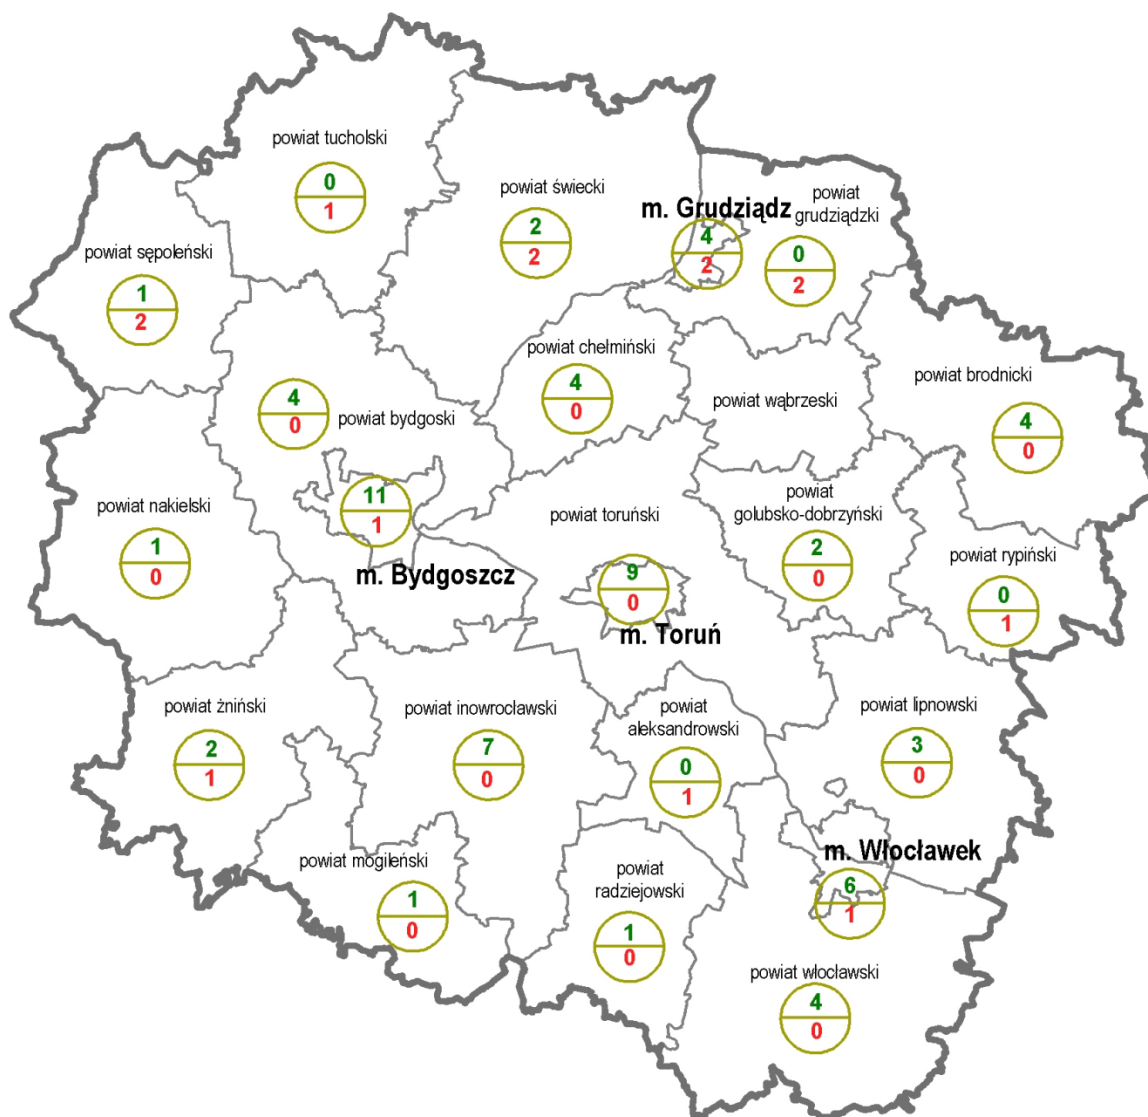 powiat tucholski
0
1
powiat świecki
2
2
m. Grudziądz
4
2
powiat
grudziądzki
0
2
powiat sępoleński
1
2
powiat chełmiński
4
0
powiat bydgoski
4
0
powiat wąbrzeski
powiat brodnicki
4
0
powiat nakielski
1
0
11
1
m. Bydgoszcz
powiat toruński
9
0
m. Toruń
powiat
golubsko-dobrzyński
2
0
powiat rypiński
0
1
powiat żniński
2
1
powiat inowrocławski
7
0
powiat
aleksandrowski
0
1
powiat lipnowski
3
0
powiat mogileński
1
0
powiat
radziejowski
1
0
m. Włocławek
6
1
powiat włocławski
4
0